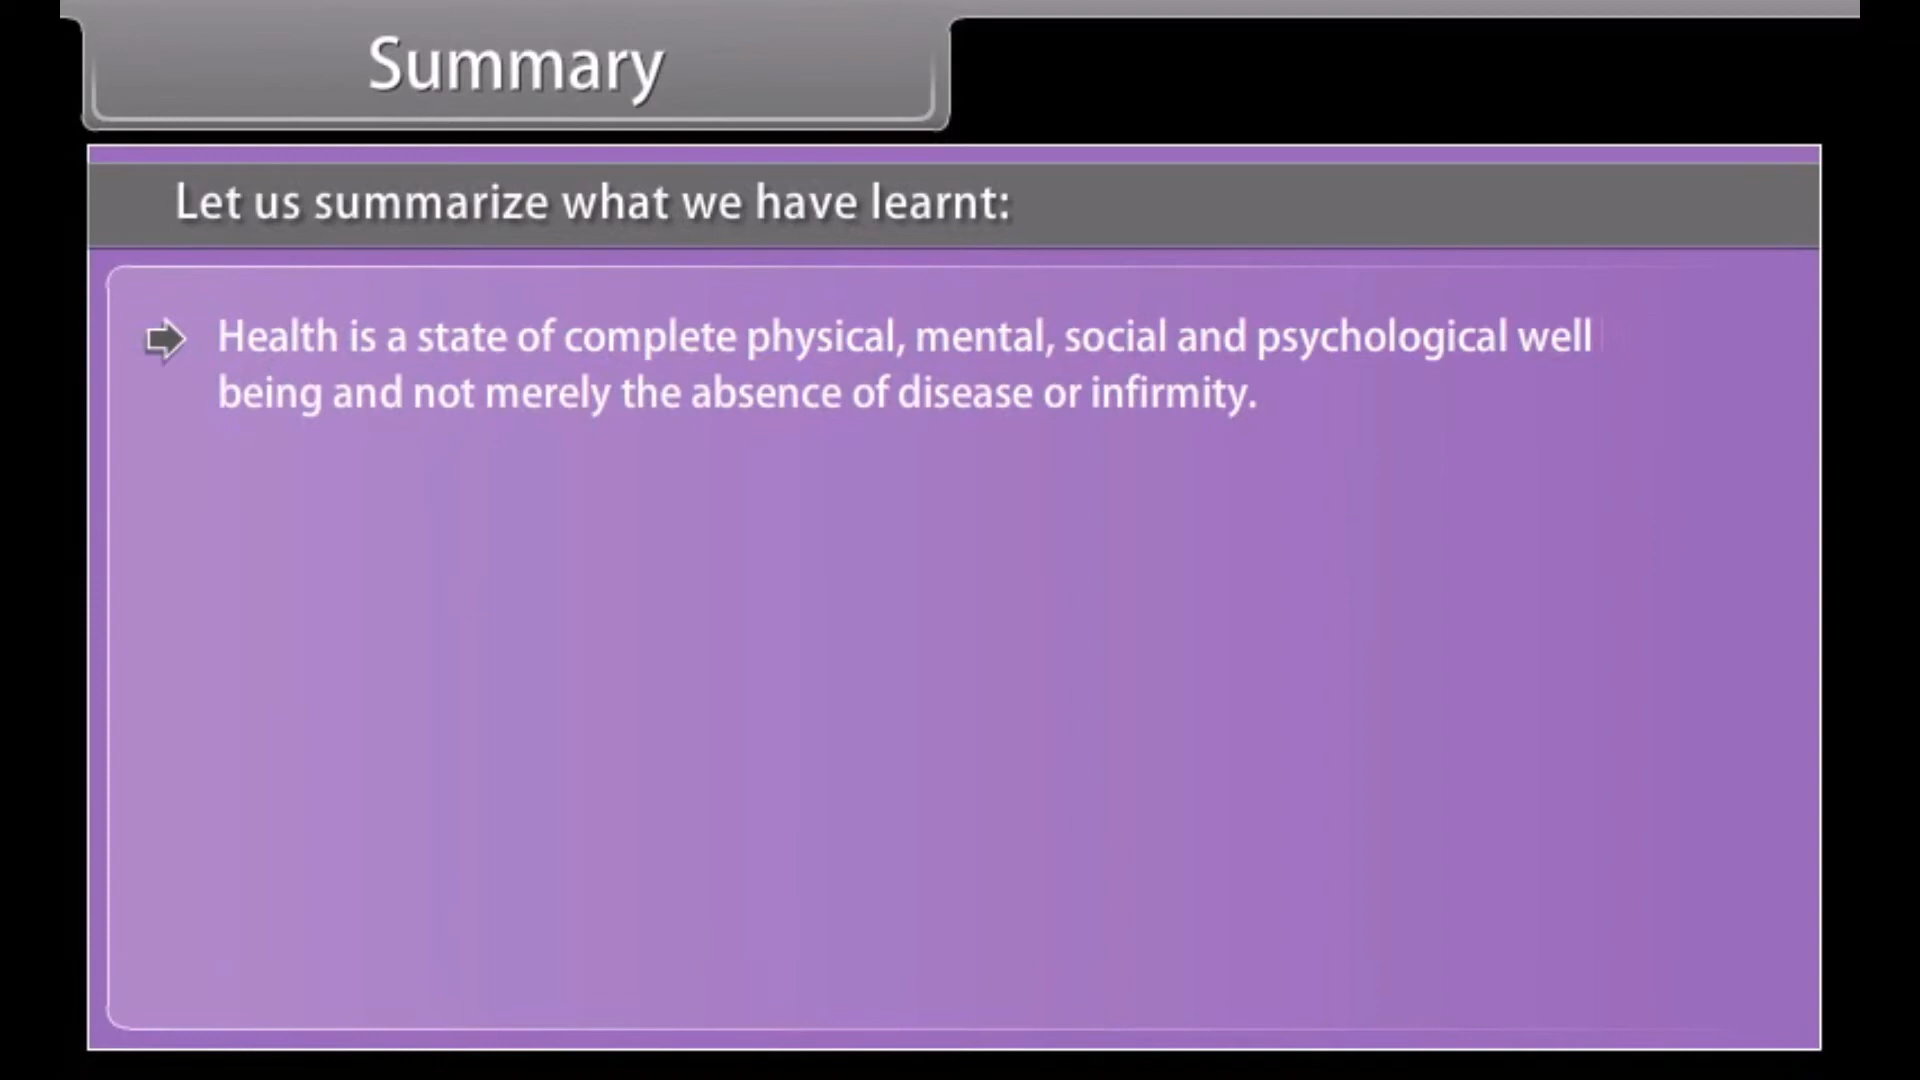 Summary
Let us summarize what we have learnt:
Health is a state of complete physical, mental, social and psychological well
being and not merely the absence of disease or infirmity.